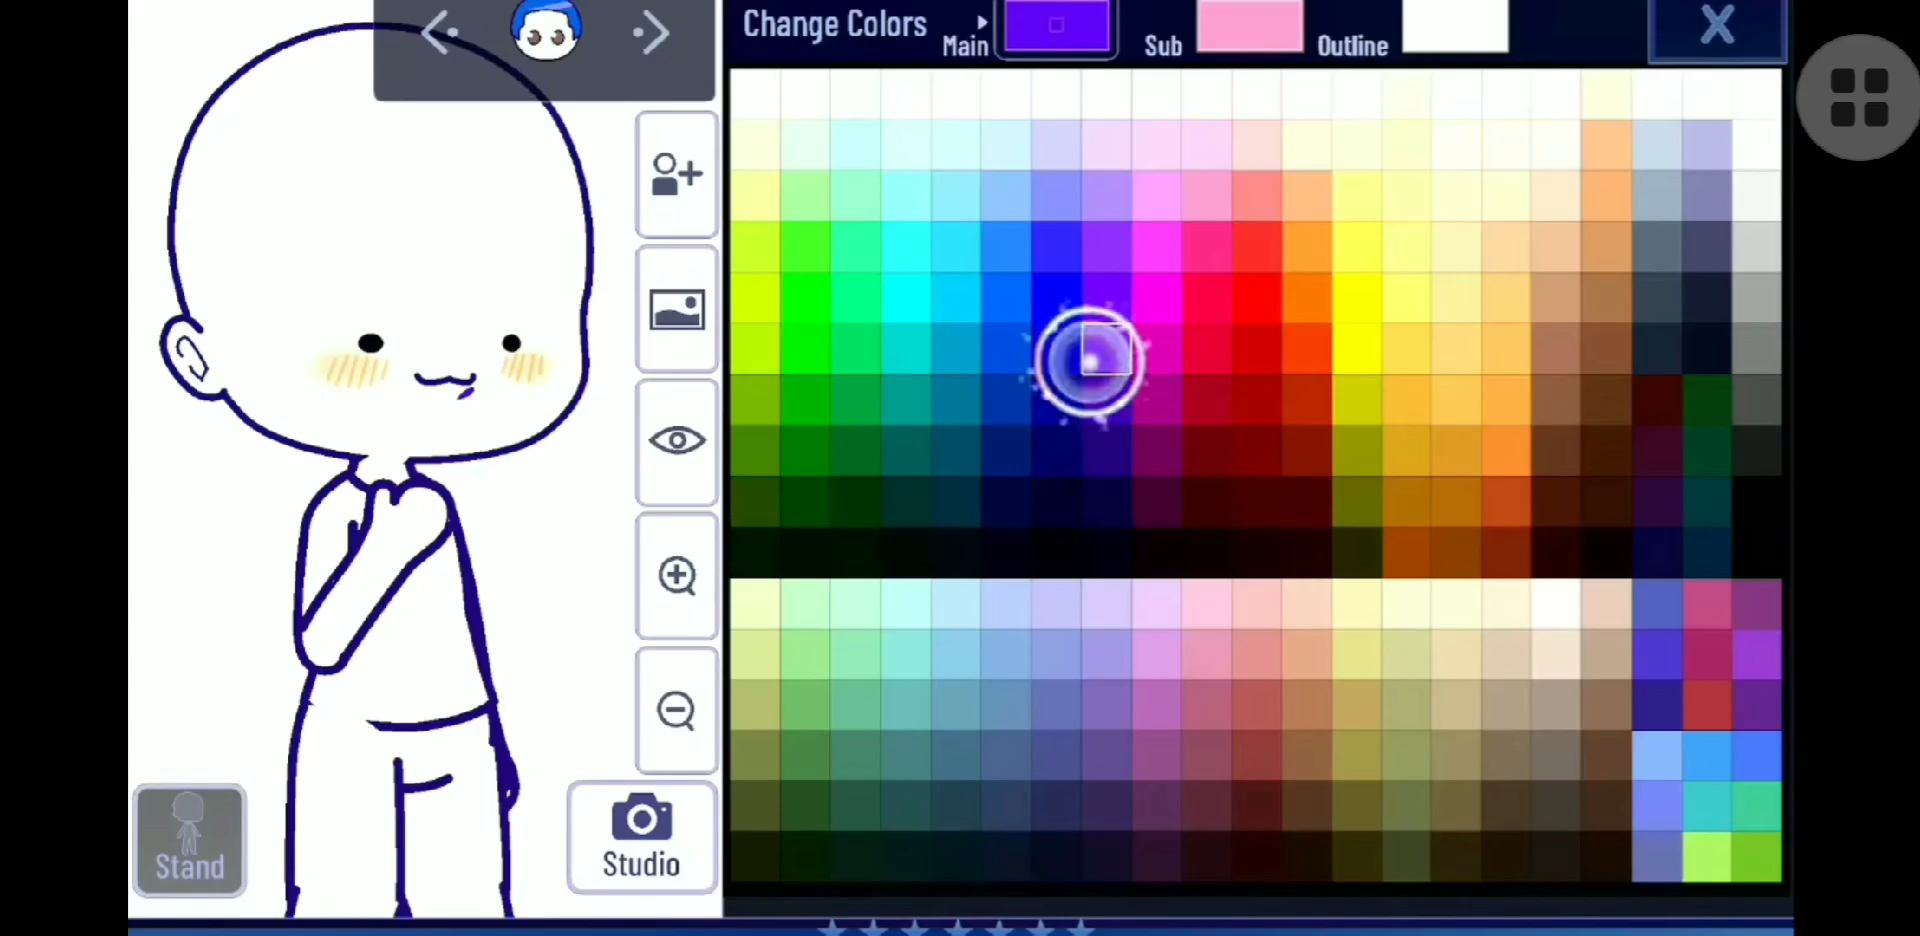 Change Colors
Main
Sub
Outline
X
Stand
Studio